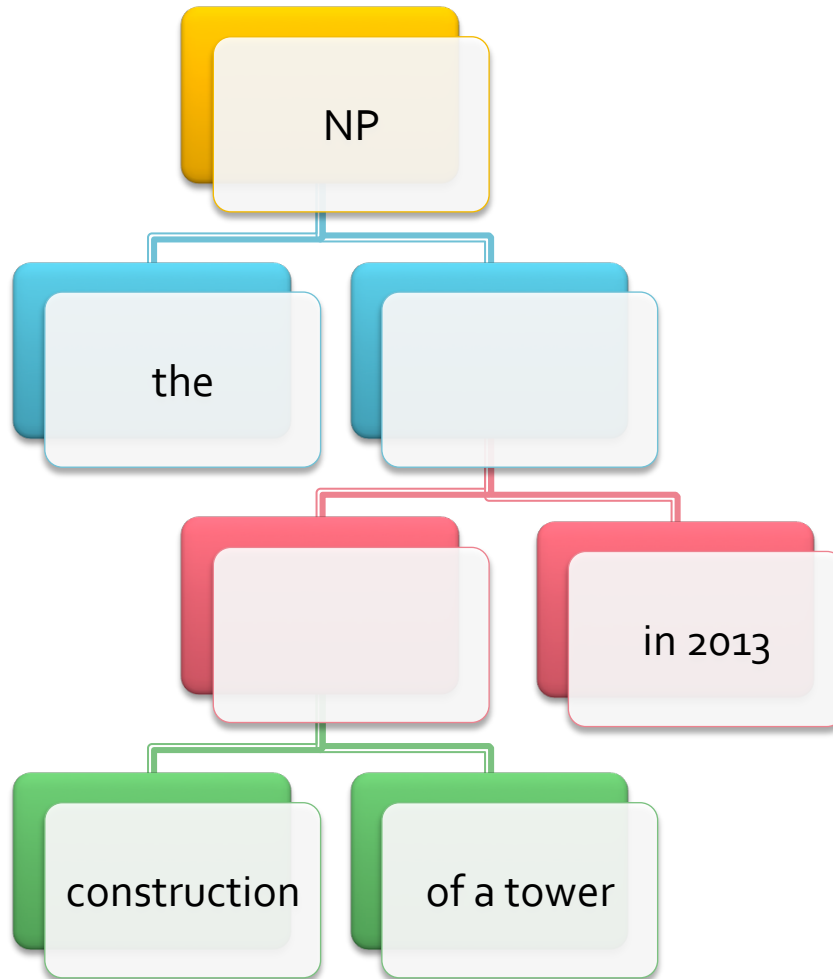 NP
the
in 2013
construction
of a tower